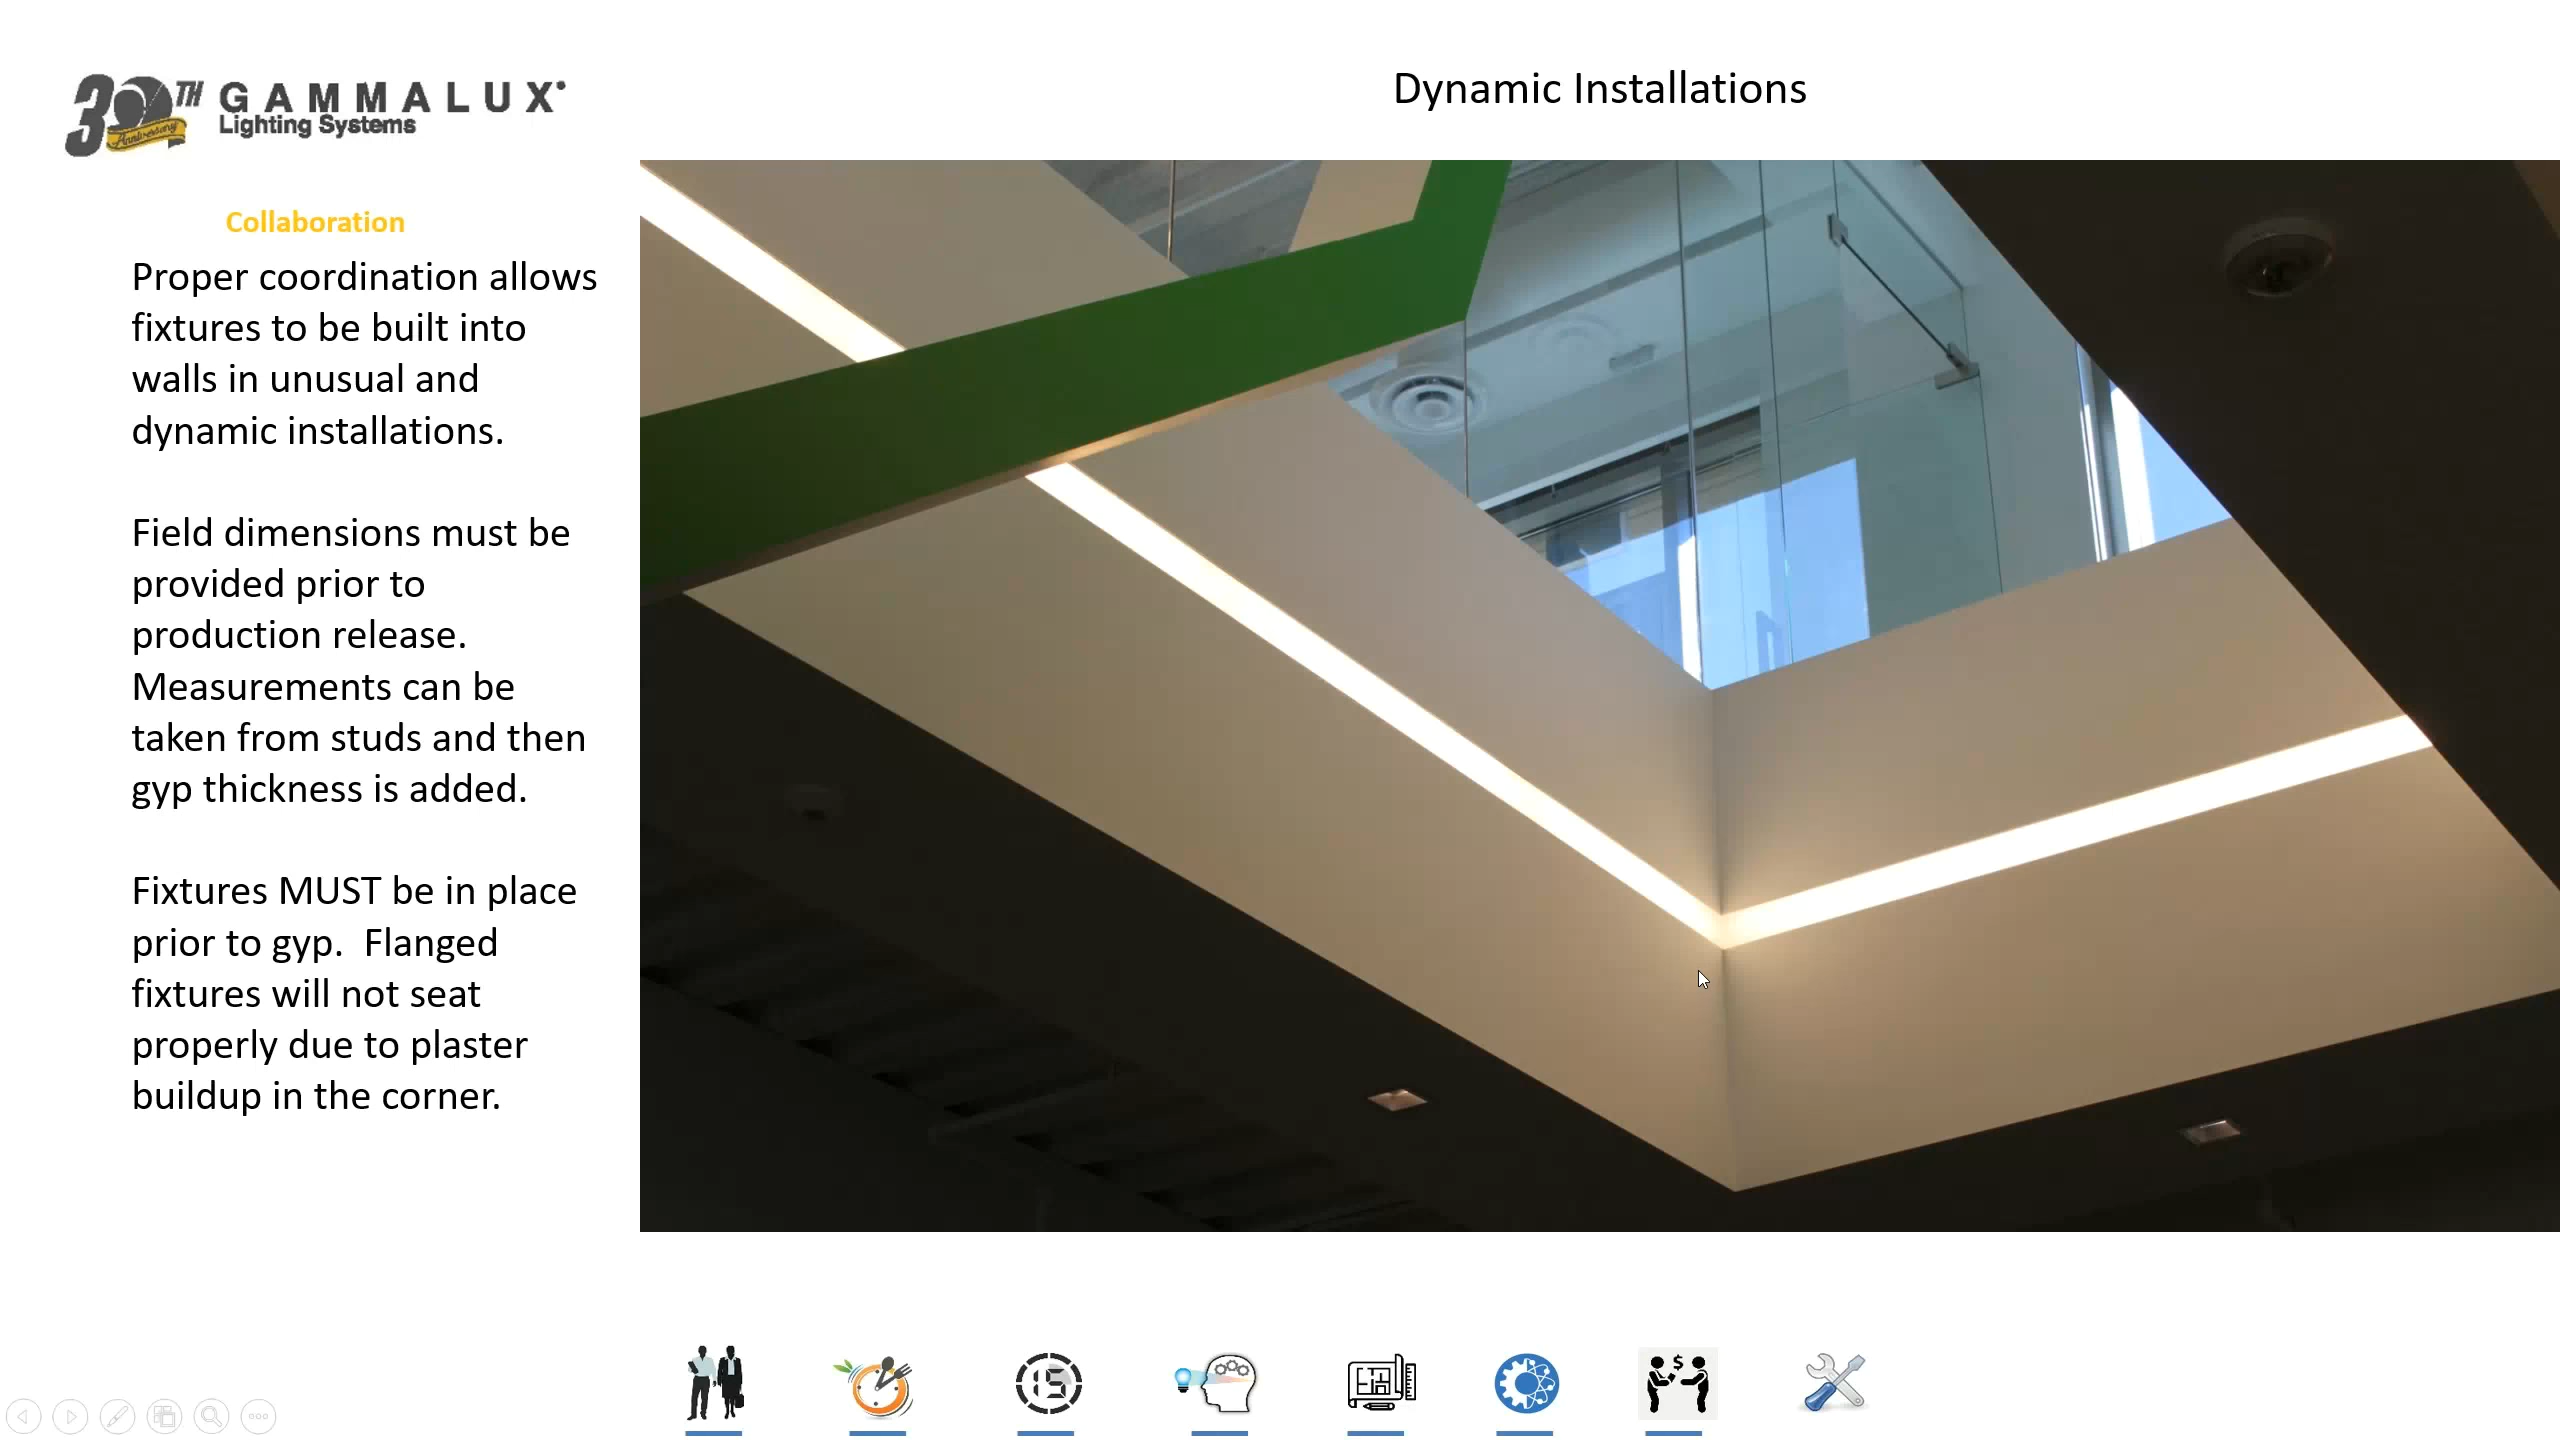 30TH GAMMALUX
Anniversary
Lighting Systems
Dynamic Installations
Collaboration
Proper coordination allows
fixtures to be built into
walls in unusual and
dynamic installations.
Field dimensions must be
provided prior to
production release.
Measurements can be
taken from studs and then
gyp thickness is added.
Fixtures MUST be in place
prior to gyp.  Flanged
fixtures will not seat
properly due to plaster
buildup in the corner.
15
$